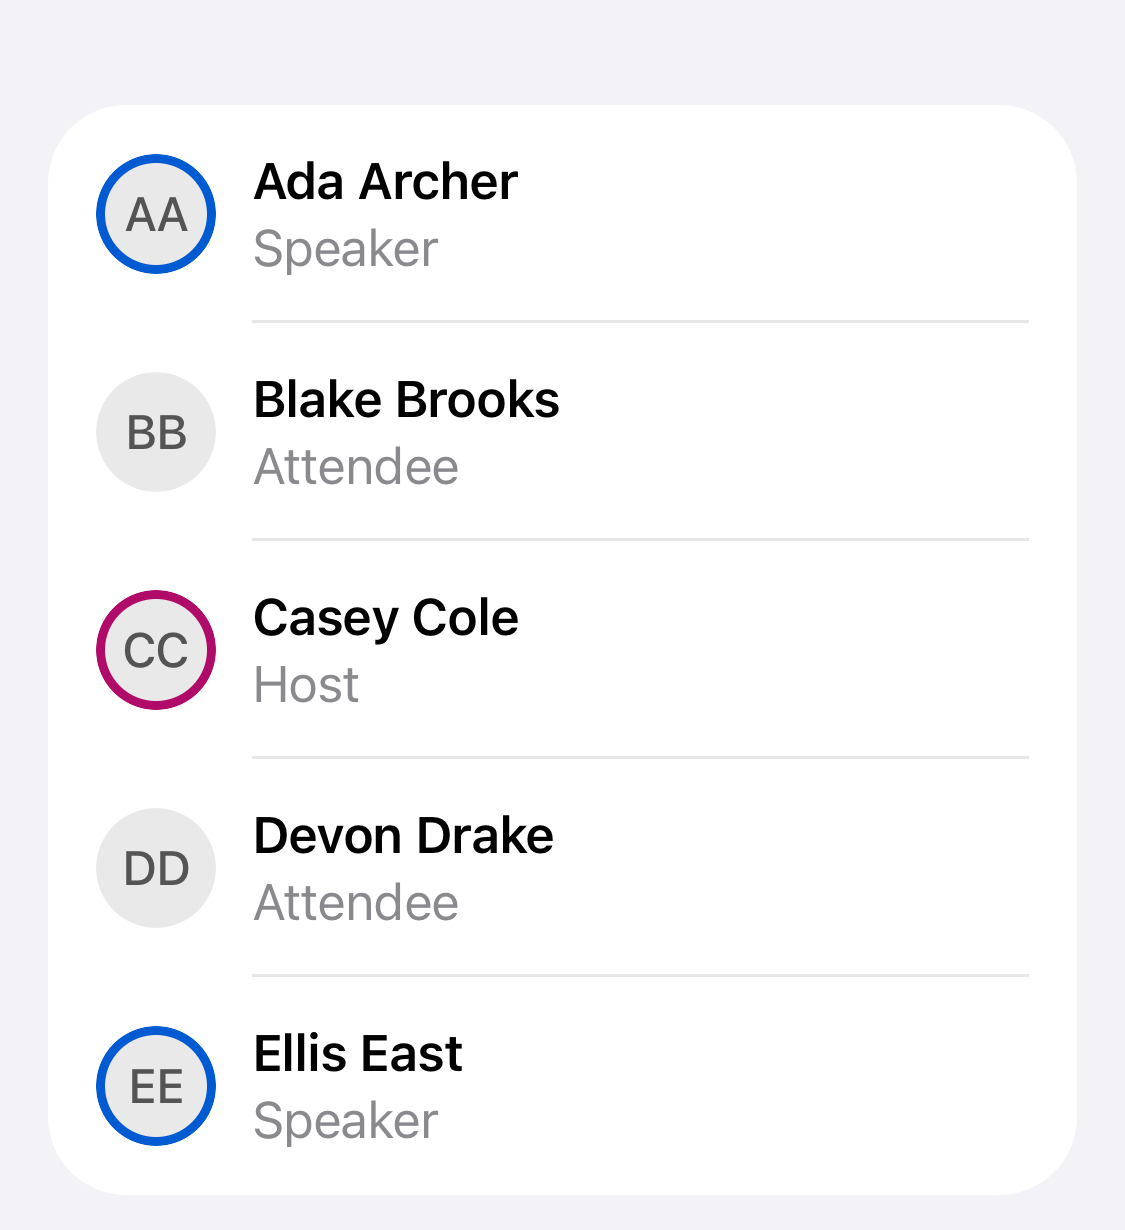 AA
Ada Archer
Speaker
BB
Blake Brooks
Attendee
CC
Casey Cole
Host
DD
Devon Drake
Attendee
EE
Ellis East
Speaker